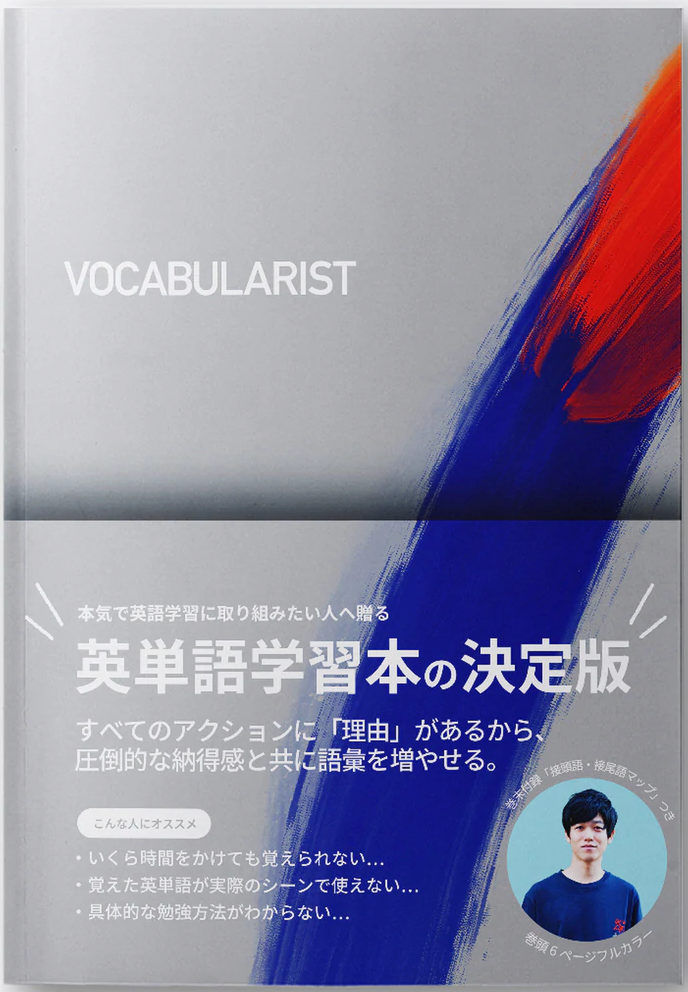 VOCABULARIST
本気で英語学習に取り組みたい人へ贈る
英単語学習本の決定版
すべてのアクションに「理由」があるから、
圧倒的な納得感と共に語彙を増やせる。
こんな人にオススメ
・いくら時間をかけても覚えられない…
・覚えた英単語が実際のシーンで使えない…
・具体的な勉強方法がわからない…
巻末付録「接頭語・接尾語マップ」つき
巻頭6ページフルカラー